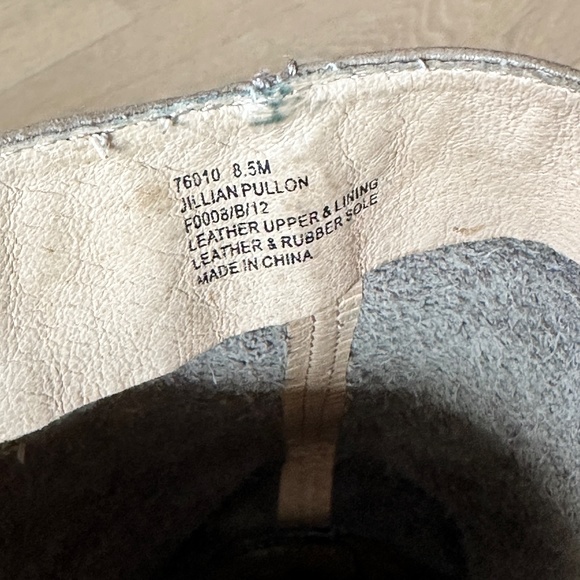 76010 8.5M
JILLIAN PULLON
F0008/B/12
LEATHER UPPER & LINING
LEATHER & RUBBER SOLE
MADE IN CHINA